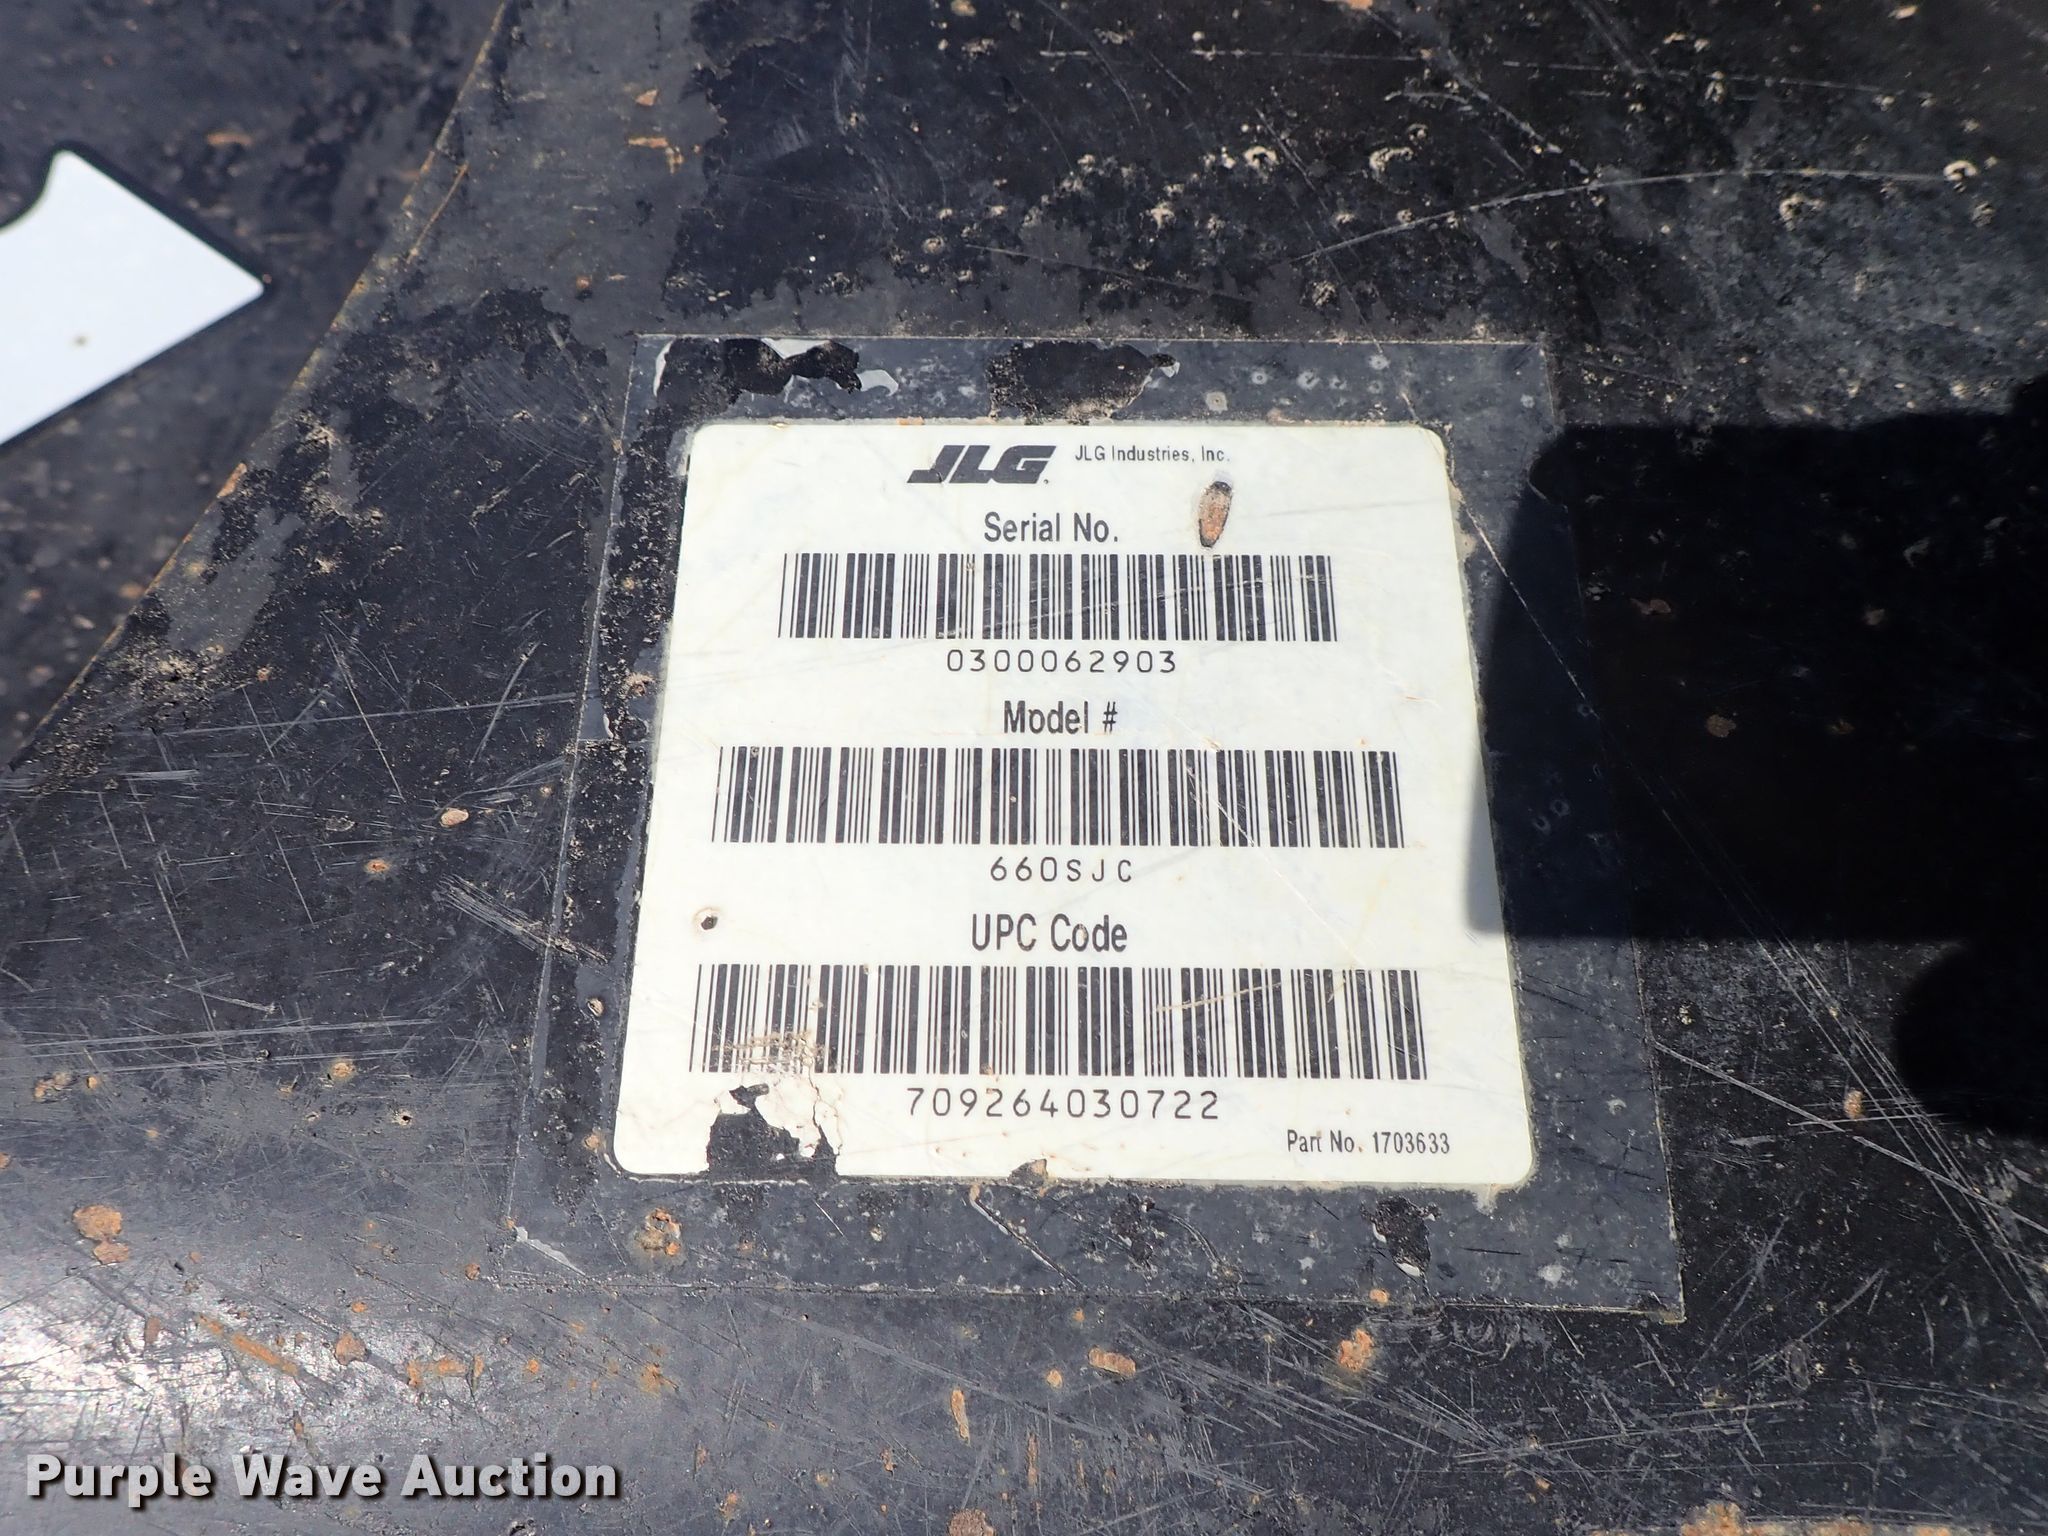 JLG JLG Industries, Inc.
Serial No.
0300062903
Model #
660SJC
UPC Code
709264030722
Part No. 1703633
Purple Wave Auction